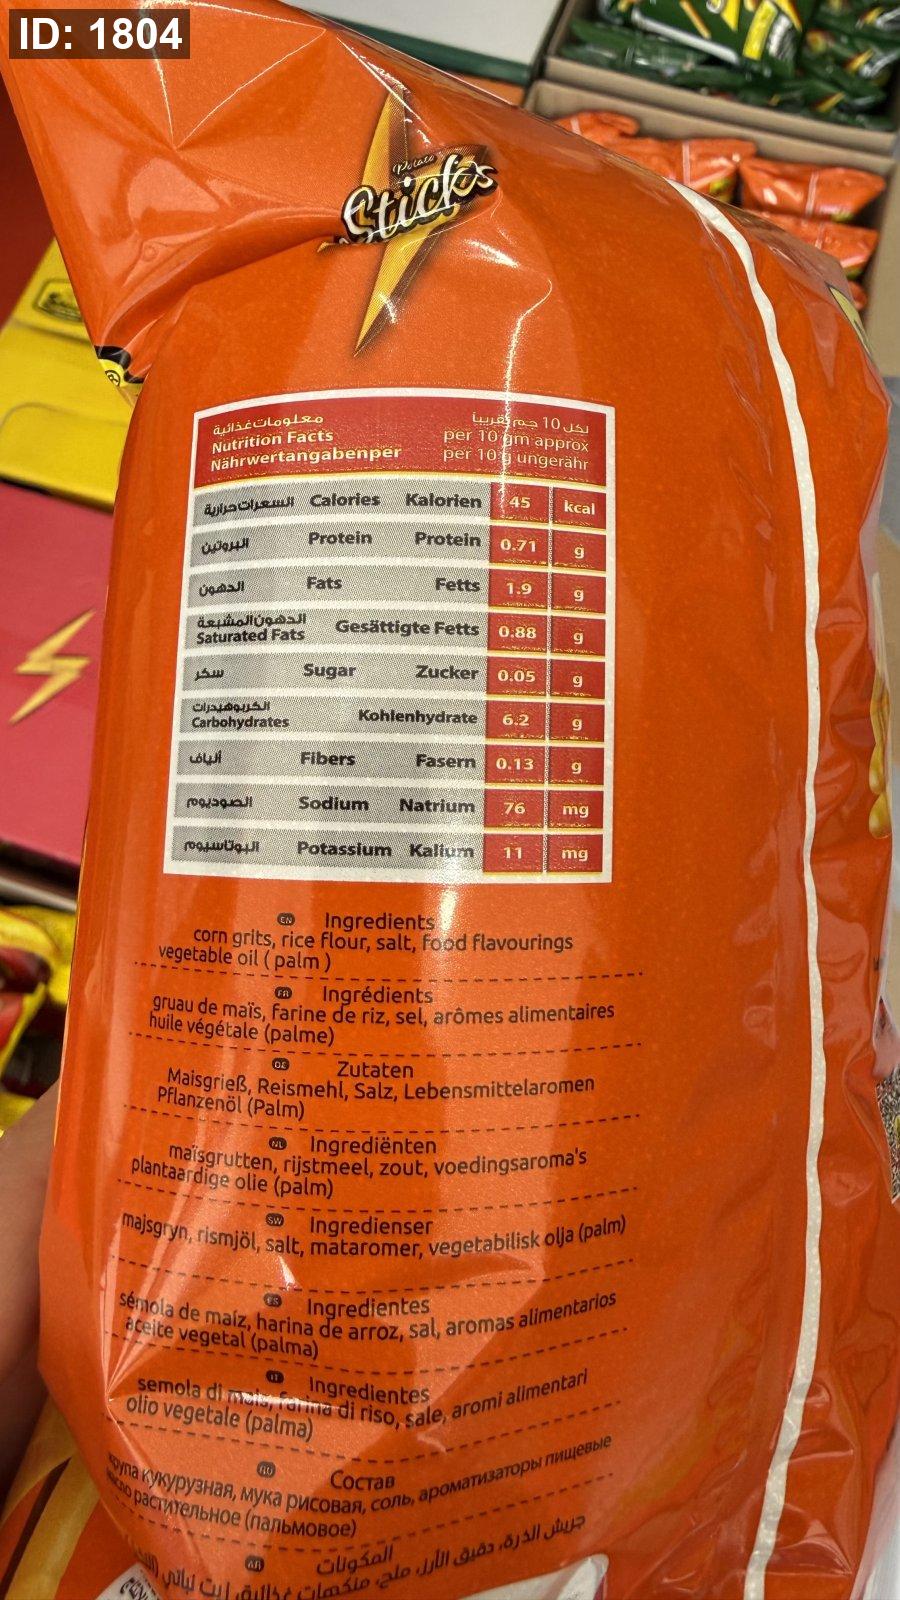 ID: 1804
Potato
Sticks
معلومات غذائية
Nutrition Facts
Nährwertangabenper
لكل 10 جم تقريباً
per 10 gm approx
per 10 g ungerähr
السعرات حرارية Calories Kalorien 45 kcal
البروتين Protein Protein 0.71 g
الدهون Fats Fetts 1.9 g
الدهون المشبعة
Saturated Fats Gesättigte Fetts 0.88 g
سكر Sugar Zucker 0.05 g
الكربوهيدرات
Carbohydrates Kohlenhydrate 6.2 g
ألياف Fibers Fasern 0.13 g
الصوديوم Sodium Natrium 76 mg
البوتاسيوم Potassium Kalium 11 mg
EN Ingredients
corn grits, rice flour, salt, food flavourings
vegetable oil ( palm )
FR Ingrédients
gruau de maïs, farine de riz, sel, arômes alimentaires
huile végétale (palme)
DE Zutaten
Maisgrieß, Reismehl, Salz, Lebensmittelaromen
Pflanzenöl (Palm)
NL Ingrediënten
maïsgrutten, rijstmeel, zout, voedingsaroma's
plantaardige olie (palm)
SW Ingredienser
majsgryn, rismjöl, salt, mataromer, vegetabilisk olja (palm)
ES Ingredientes
sémola de maíz, harina de arroz, sal, aromas alimentarios
aceite vegetal (palma)
IT Ingredientes
semola di mais, farina di riso, sale, aromi alimentari
olio vegetale (palma)
RU Состав
крупа кукурузная, мука рисовая, соль, ароматизаторы пищевые
масло растительное (пальмовое)
AR المكونات
جريش الذرة، دقيق الأرز، ملح، منكهات غذائية
زيت نباتي